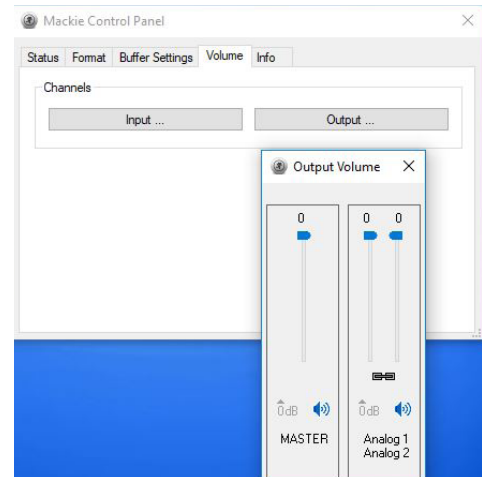 Mackie Control Panel
Status Format Buffer Settings Volume Info
Channels
Input ...
Output ...
Output Volume
0
0 0
0dB
0dB
MASTER
Analog 1
Analog 2